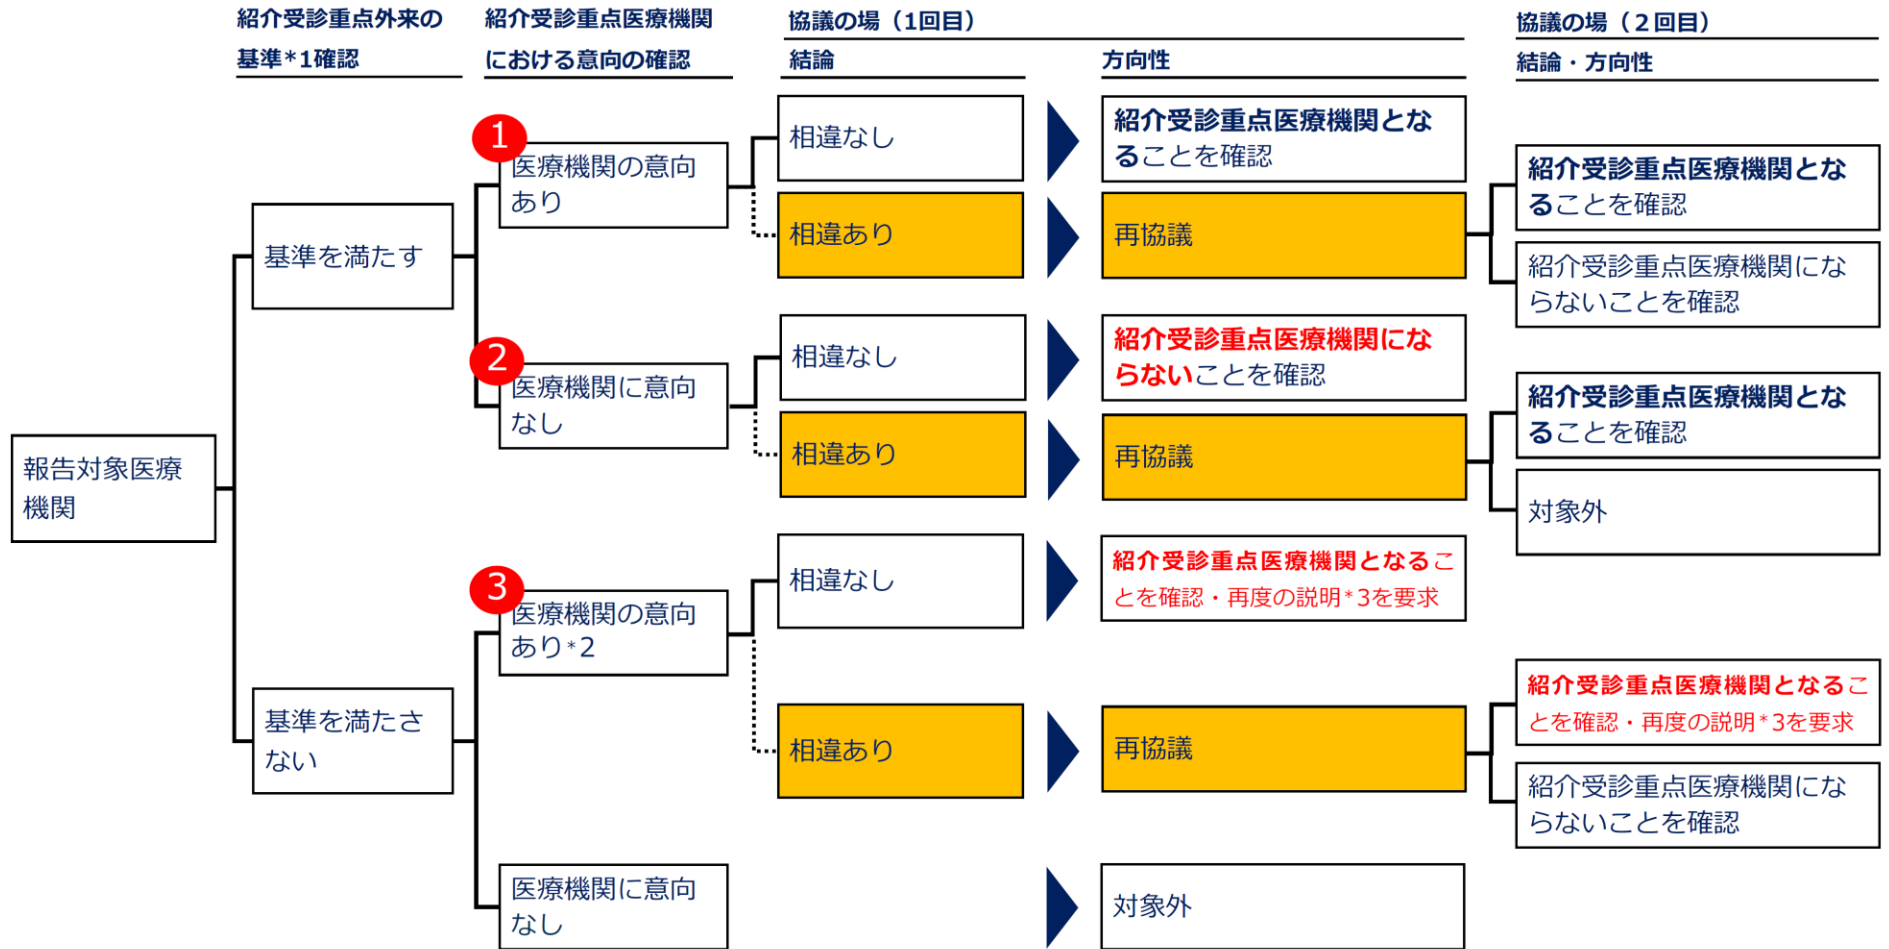 紹介受診重点外来の
基準*1確認
紹介受診重点医療機関
における意向の確認
協議の場（1回目）
結論
方向性
協議の場（２回目）
結論・方向性
報告対象医療
機関
基準を満たす
1
医療機関の意向
あり
相違なし
紹介受診重点医療機関とな
ることを確認
相違あり
再協議
紹介受診重点医療機関とな
ることを確認
紹介受診重点医療機関にな
らないことを確認
2
医療機関に意向
なし
相違なし
紹介受診重点医療機関にな
らないことを確認
相違あり
再協議
紹介受診重点医療機関とな
ることを確認
対象外
基準を満たさ
ない
3
医療機関の意向
あり*2
相違なし
紹介受診重点医療機関となるこ
とを確認・再度の説明*3を要求
相違あり
再協議
紹介受診重点医療機関となるこ
とを確認・再度の説明*3を要求
紹介受診重点医療機関にな
らないことを確認
医療機関に意向
なし
対象外